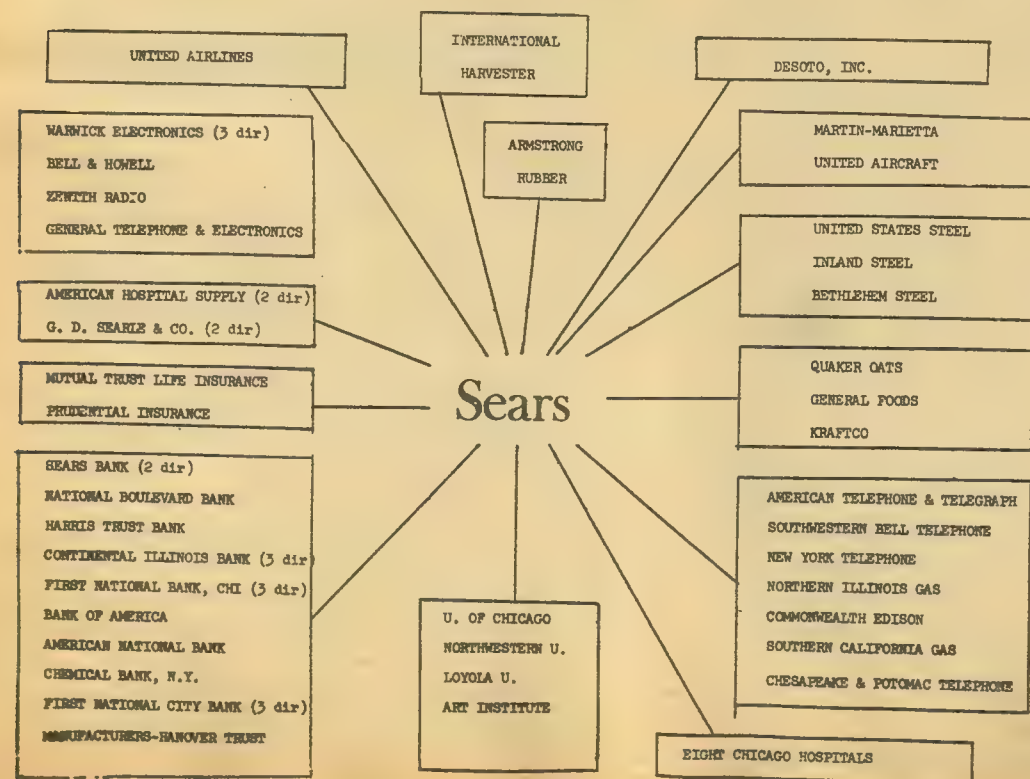 UNITED AIRLINES
INTERNATIONAL
HARVESTER
DESOTO, INC.
WARWICK ELECTRONICS (3 dir)
BELL & HOWELL
ZENITH RADIO
GENERAL TELEPHONE & ELECTRONICS
ARMSTRONG
RUBBER
MARTIN-MARIETTA
UNITED AIRCRAFT
UNITED STATES STEEL
INLAND STEEL
BETHLEHEM STEEL
AMERICAN HOSPITAL SUPPLY (2 dir)
G. D. SEARLE & CO. (2 dir)
MUTUAL TRUST LIFE INSURANCE
PRUDENTIAL INSURANCE
Sears
QUAKER OATS
GENERAL FOODS
KRAFTCO
SEARS BANK (2 dir)
NATIONAL BOULEVARD BANK
HARRIS TRUST BANK
CONTINENTAL ILLINOIS BANK (3 dir)
FIRST NATIONAL BANK, CHI (3 dir)
BANK OF AMERICA
AMERICAN NATIONAL BANK
CHEMICAL BANK, N.Y.
FIRST NATIONAL CITY BANK (3 dir)
MANUFACTURERS-HANOVER TRUST
U. OF CHICAGO
NORTHWESTERN U.
LOYOLA U.
ART INSTITUTE
AMERICAN TELEPHONE & TELEGRAPH
SOUTHWESTERN BELL TELEPHONE
NEW YORK TELEPHONE
NORTHERN ILLINOIS GAS
COMMONWEALTH EDISON
SOUTHERN CALIFORNIA GAS
CHESAPEAKE & POTOMAC TELEPHONE
EIGHT CHICAGO HOSPITALS